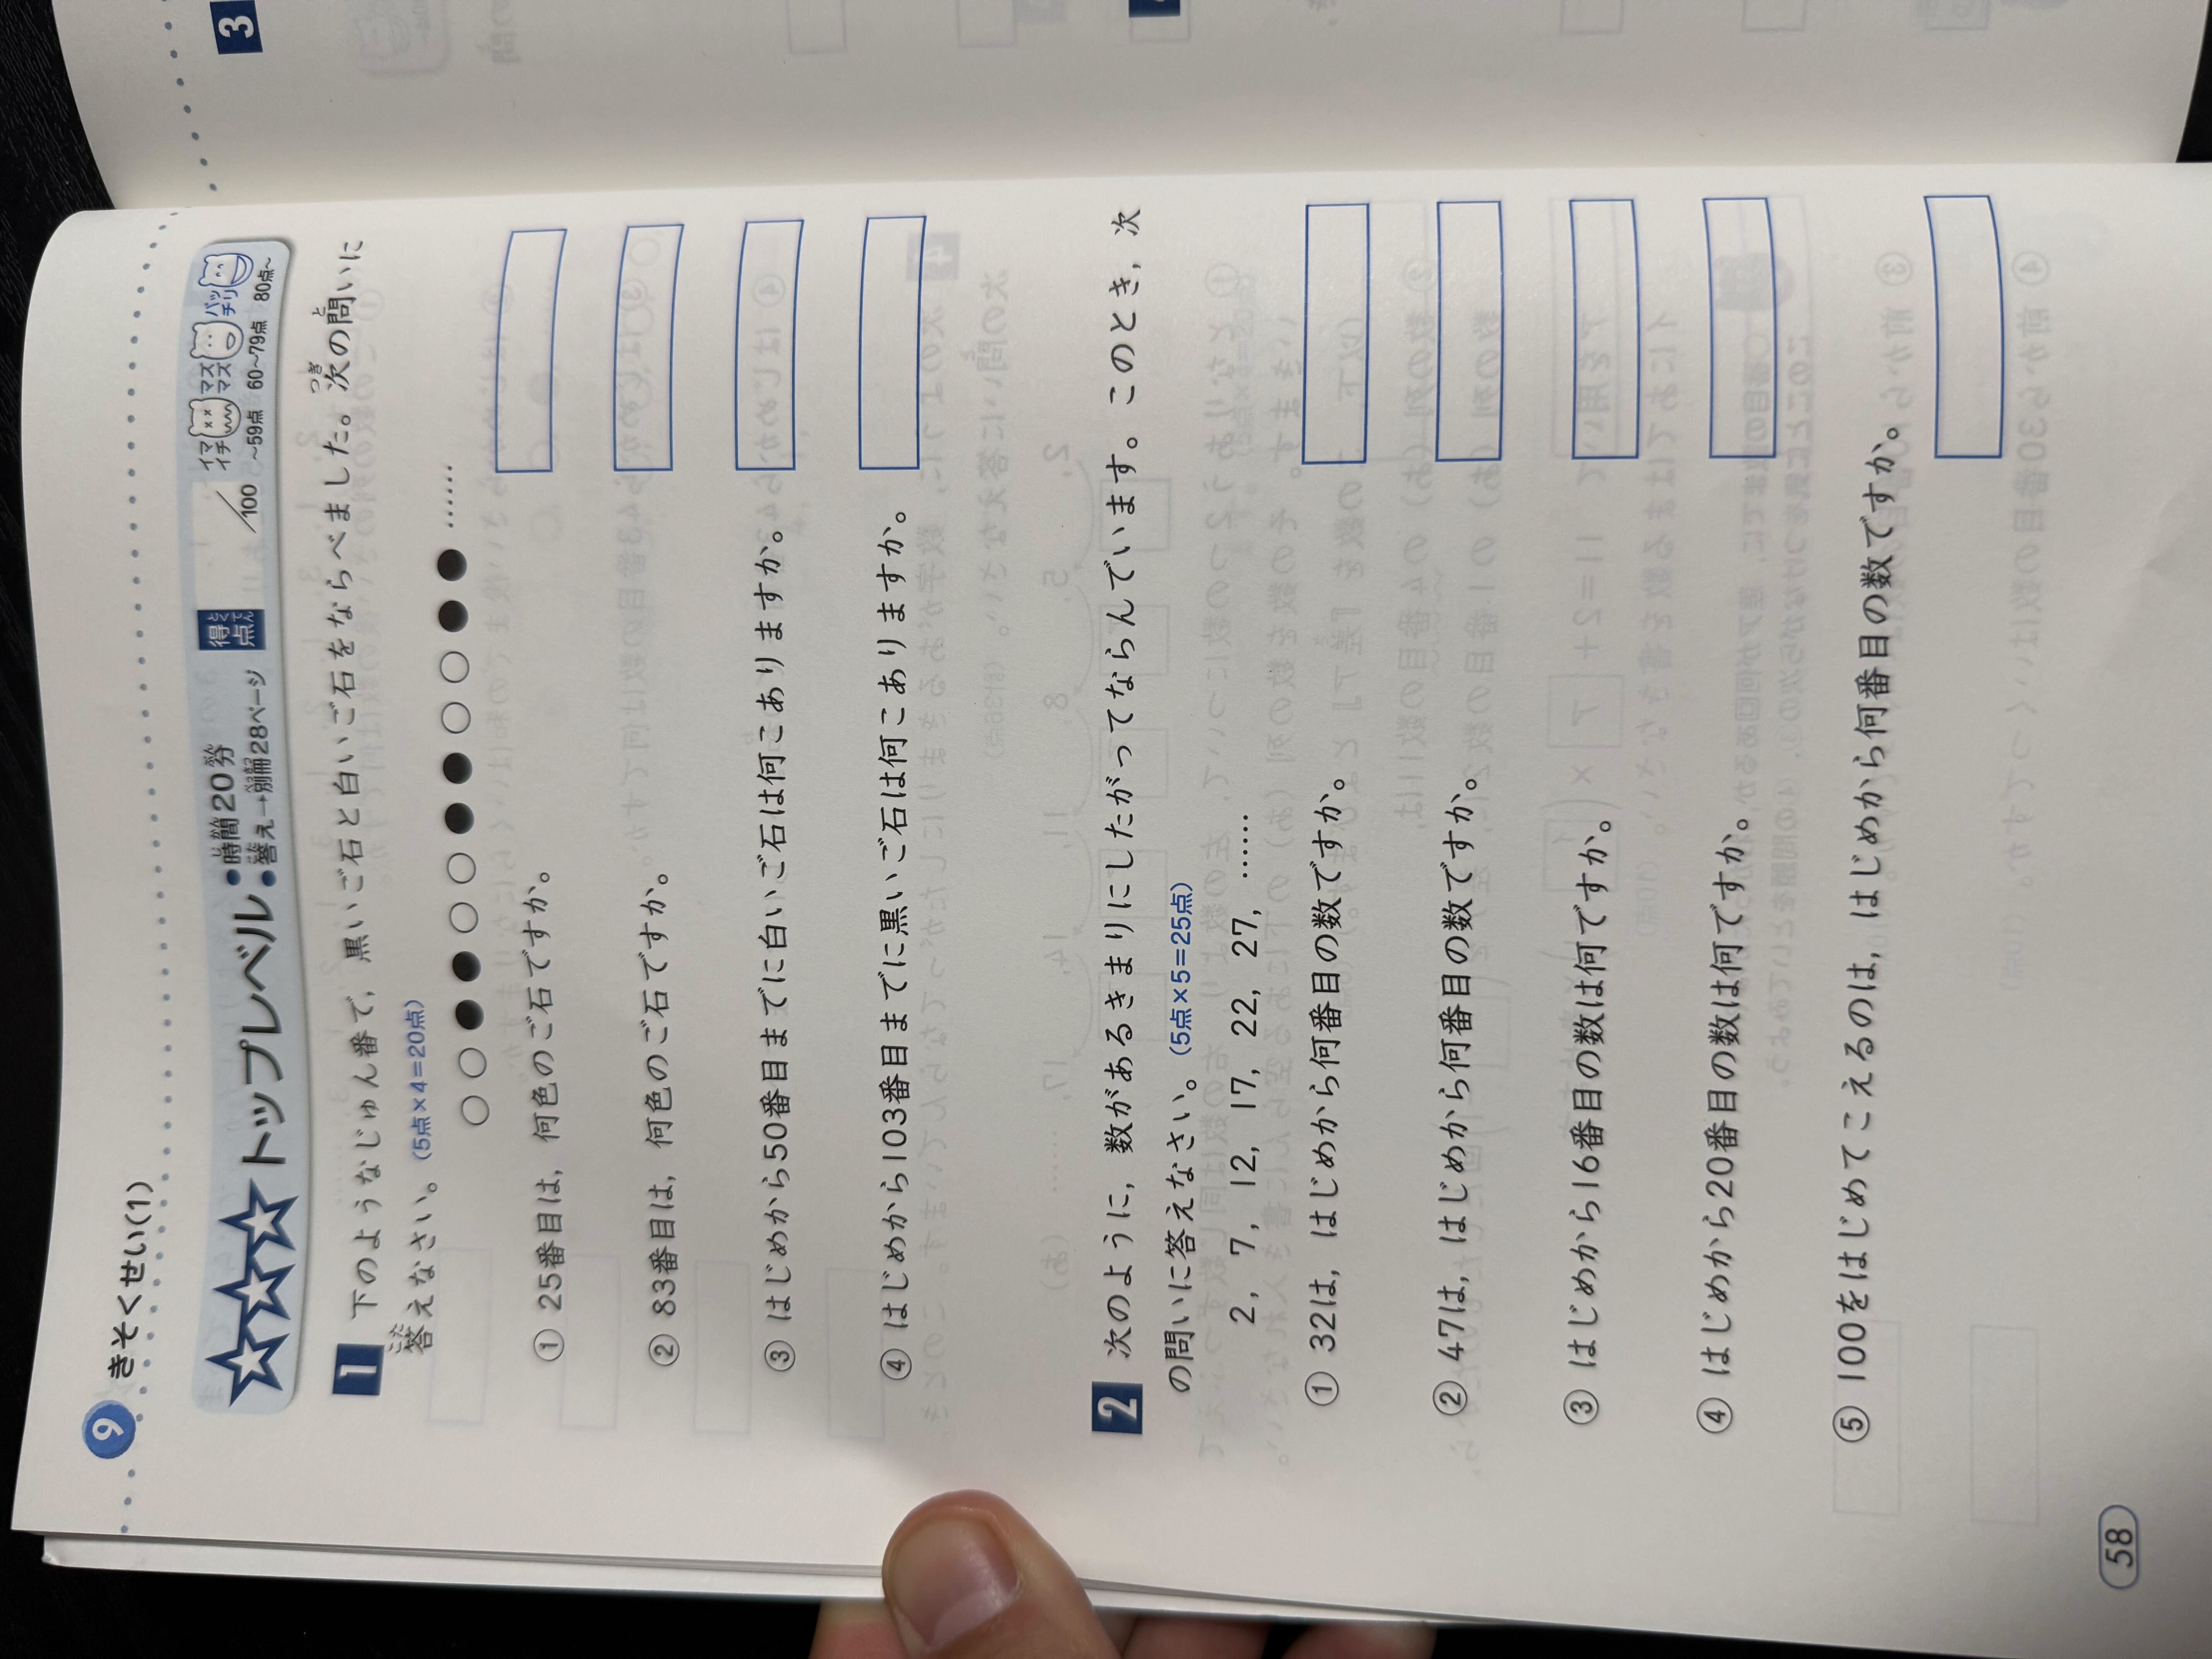 3
9 きそくせい(1)
トップレベル
●時間20分
●答え→別冊28ページ
得点
/100
イマイチ
マズマズ
バッチリ
~59点 60~79点 80点~
1 下のようなじゅん番で,黒いご石と白いご石をならべました。次の問いに
答えなさい。(5点×4=20点)
○○●●○○●●○○●●……
① 25番目は,何色のご石ですか。
② 83番目は,何色のご石ですか。
③ はじめから50番目までに白いご石は何こありますか。
④ はじめから103番目までに黒いご石は何こありますか。
2 次のように,数があるきまりにしたがってならんでいます。このとき,次
の問いに答えなさい。(5点×5=25点)
2, 7, 12, 17, 22, 27, ……
① 32は,はじめから何番目の数ですか。
② 47は,はじめから何番目の数ですか。
③ はじめから16番目の数は何ですか。
④ はじめから20番目の数は何ですか。
⑤ 100をはじめてこえるのは,はじめから何番目の数ですか。
58